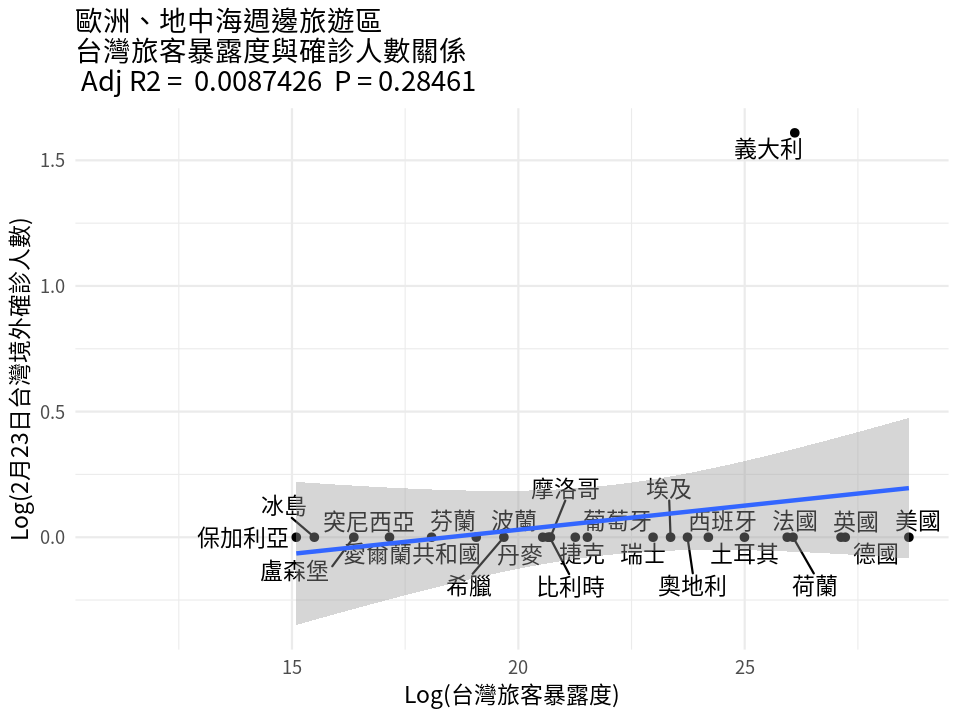 歐洲、地中海週邊旅遊區
台灣旅客暴露度與確診人數關係
Adj R2 = 0.0087426 P = 0.28461
Log(2月23日台灣境外確診人數)
1.5
1.0
0.5
0.0
義大利
摩洛哥
埃及
冰島
突尼西亞
芬蘭
波蘭
葡萄牙
西班牙
法國
英國
美國
保加利亞
愛爾蘭共和國
丹麥
捷克
瑞士
土耳其
德國
盧森堡
希臘
比利時
奧地利
荷蘭
15
20
25
Log(台灣旅客暴露度)